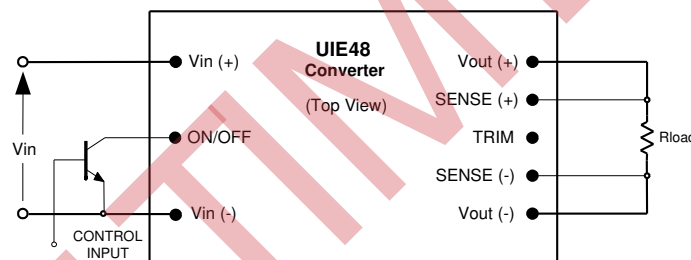 UIE48
Converter
(Top View)
Vin (+)
ON/OFF
Vin (-)
Vout (+)
SENSE (+)
TRIM
SENSE (-)
Vout (-)
Vin
CONTROL
INPUT
Rload